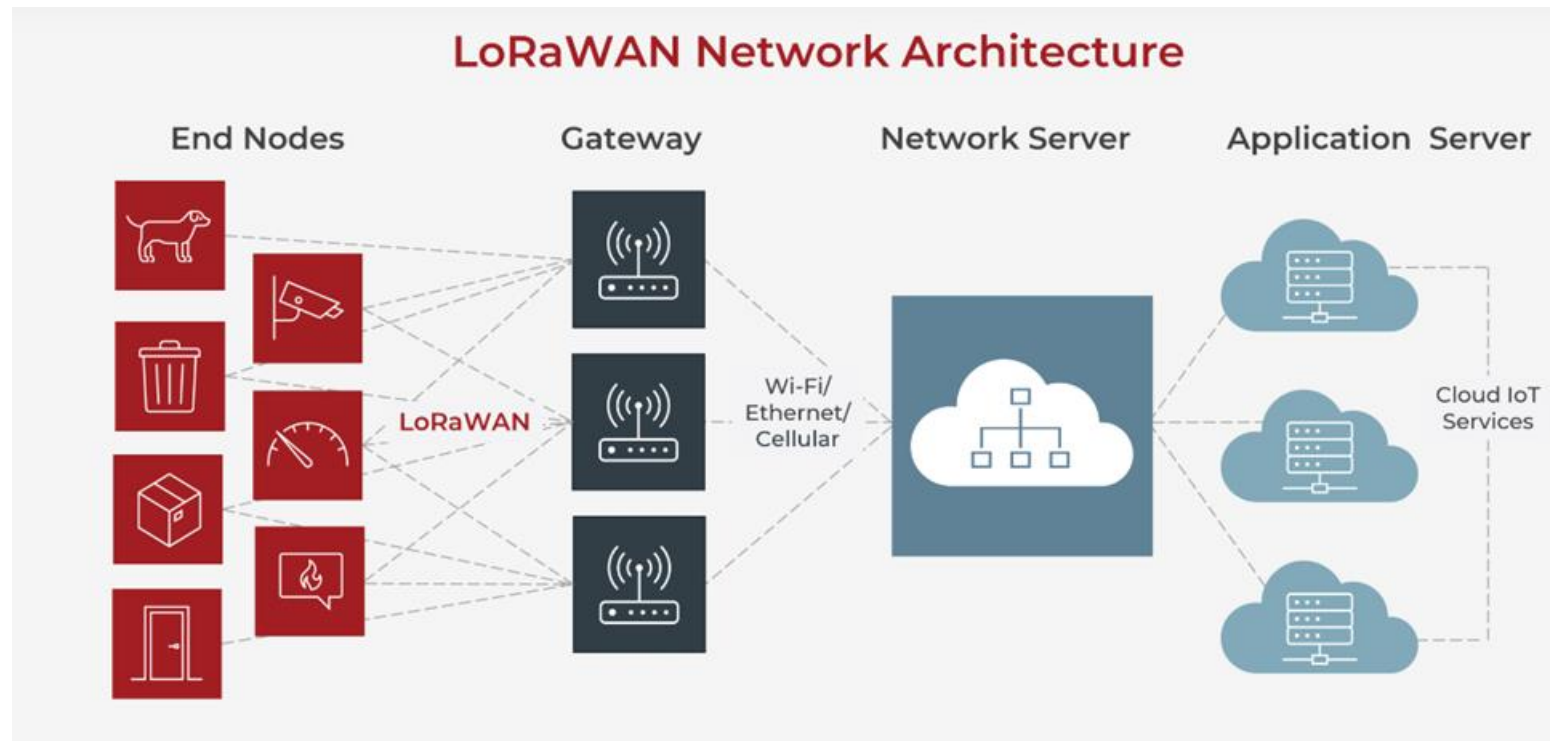 LoRaWAN Network Architecture
End Nodes
Gateway
Network Server
Application Server
LoRaWAN
Wi-Fi/
Ethernet/
Cellular
Cloud IoT
Services